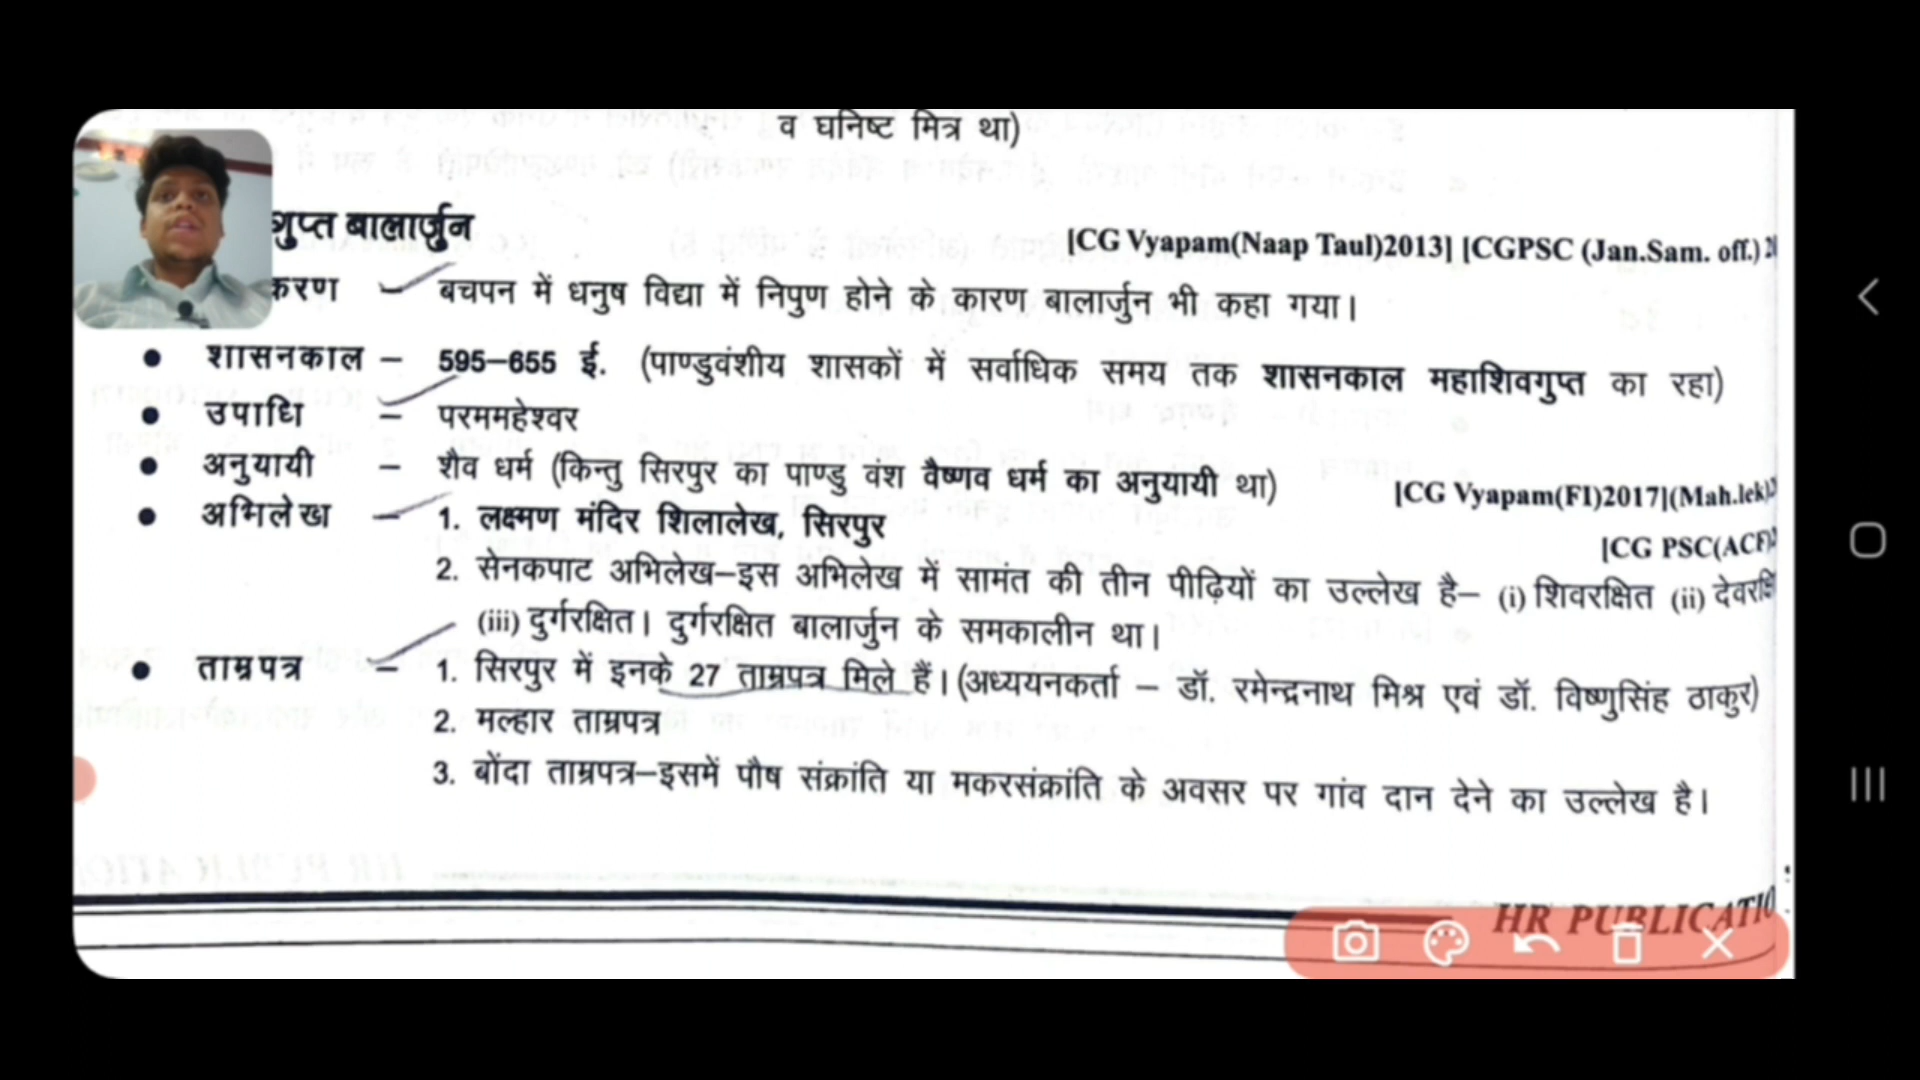 व घनिष्ट मित्र था)
गुप्त बालार्जुन
[CG Vyapam(Naap Taul)2013] [CGPSC (Jan.Sam. off.)
करण – बचपन में धनुष विद्या में निपुण होने के कारण बालार्जुन भी कहा गया।
• शासनकाल – 595–655 ई. (पाण्डुवंशीय शासकों में सर्वाधिक समय तक शासनकाल महाशिवगुप्त का रहा)
• उपाधि – परममहेश्वर
• अनुयायी – शैव धर्म (किन्तु सिरपुर का पाण्डु वंश वैष्णव धर्म का अनुयायी था)
[CG Vyapam(FI)2017](Mah.lek)
• अभिलेख – 1. लक्ष्मण मंदिर शिलालेख, सिरपुर
[CG PSC(ACF)
2. सेनकपाट अभिलेख–इस अभिलेख में सामंत की तीन पीढ़ियों का उल्लेख है– (i) शिवरक्षित (ii)
(iii) दुर्गरक्षित। दुर्गरक्षित बालार्जुन के समकालीन था।
• ताम्रपत्र – 1. सिरपुर में इनके 27 ताम्रपत्र मिले हैं। (अध्ययनकर्ता – डॉ. रमेन्द्रनाथ मिश्र एवं डॉ. विष्णुसिंह ठाकुर)
2. मल्हार ताम्रपत्र
3. बोंदा ताम्रपत्र–इसमें पौष संक्रांति या मकरसंक्रांति के अवसर पर गांव दान देने का उल्लेख है।
HR PUBLICATIO